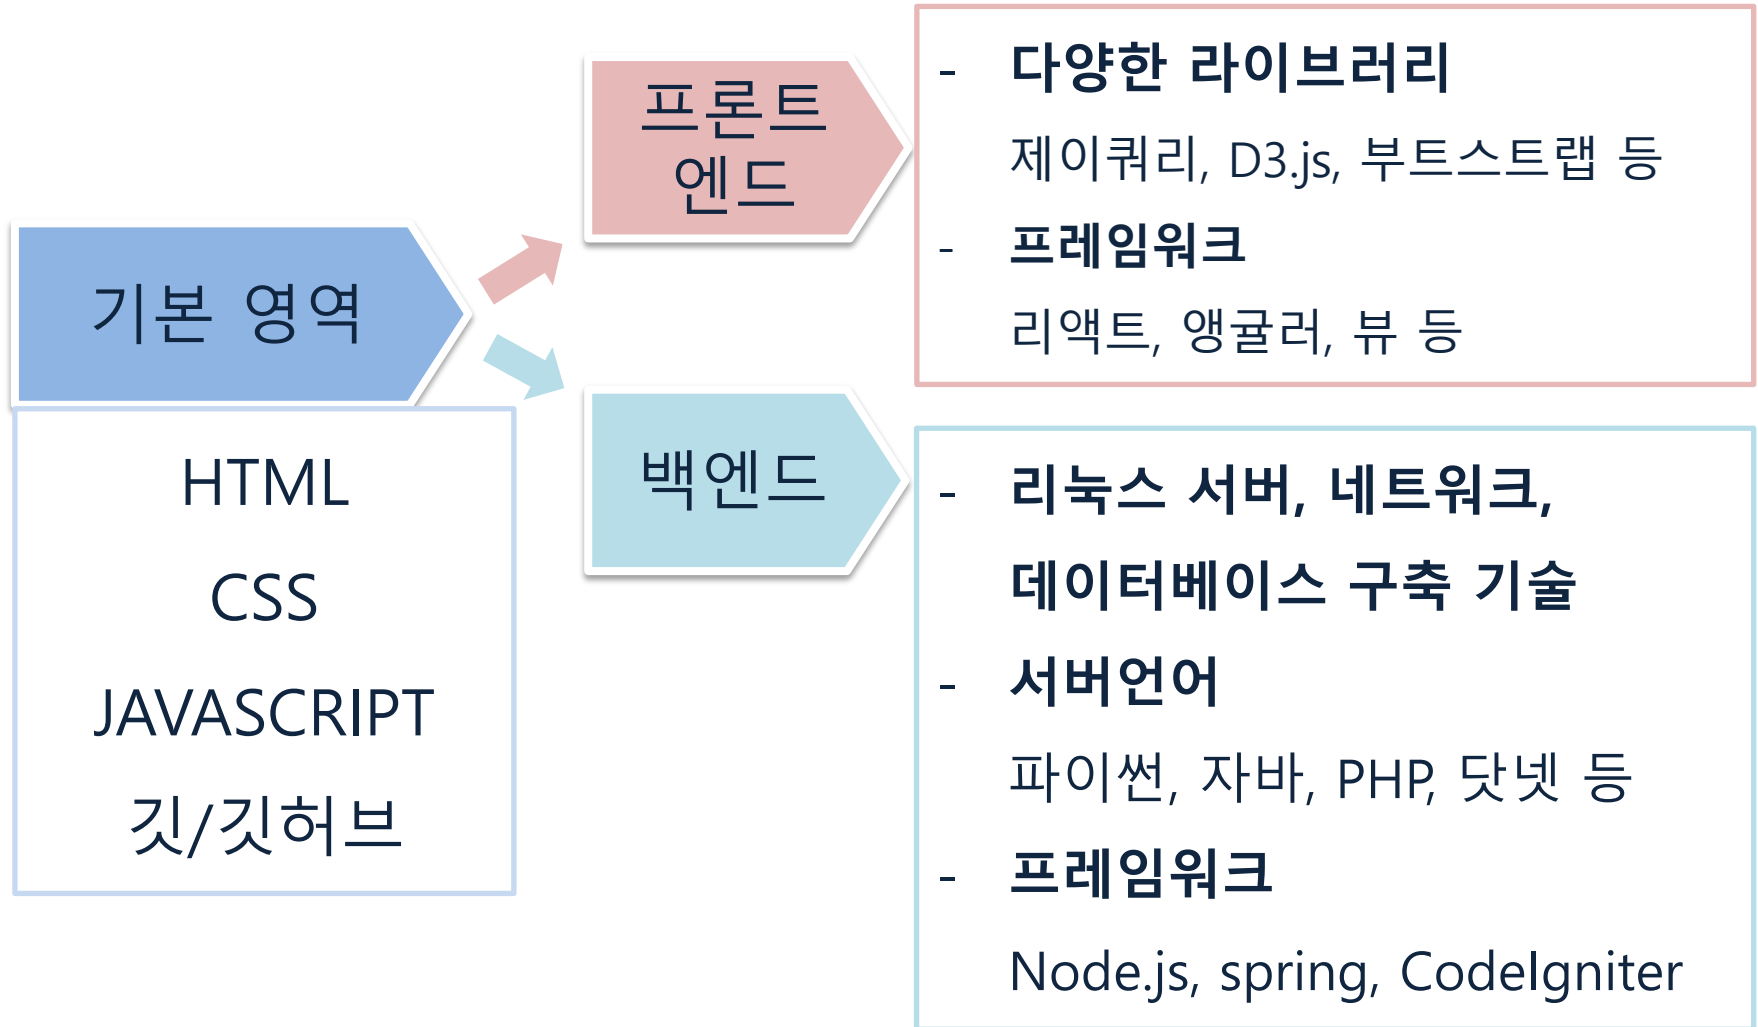 기본 영역
HTML
CSS
JAVASCRIPT
깃/깃허브
프론트
엔드
- 다양한 라이브러리
제이쿼리, D3.js, 부트스트랩 등
- 프레임워크
리액트, 앵귤러, 뷰 등
백엔드
- 리눅스 서버, 네트워크,
데이터베이스 구축 기술
- 서버언어
파이썬, 자바, PHP, 닷넷 등
- 프레임워크
Node.js, spring, CodeIgniter